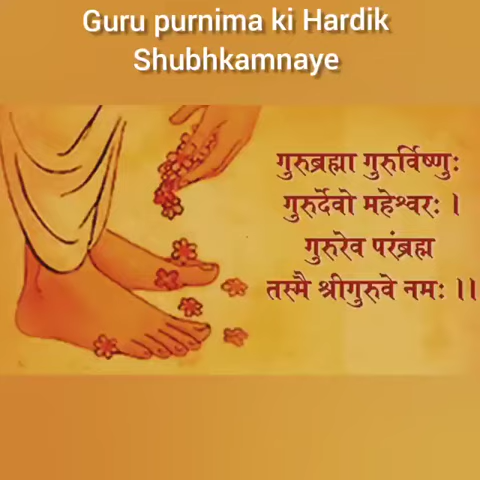 Guru purnima ki Hardik
Shubhkamnaye
गुरुब्रह्मा गुरुर्विष्णुः
गुरुर्देवो महेश्वरः ।
गुरुरेव परंब्रह्म
तस्मै श्रीगुरुवे नमः ।।